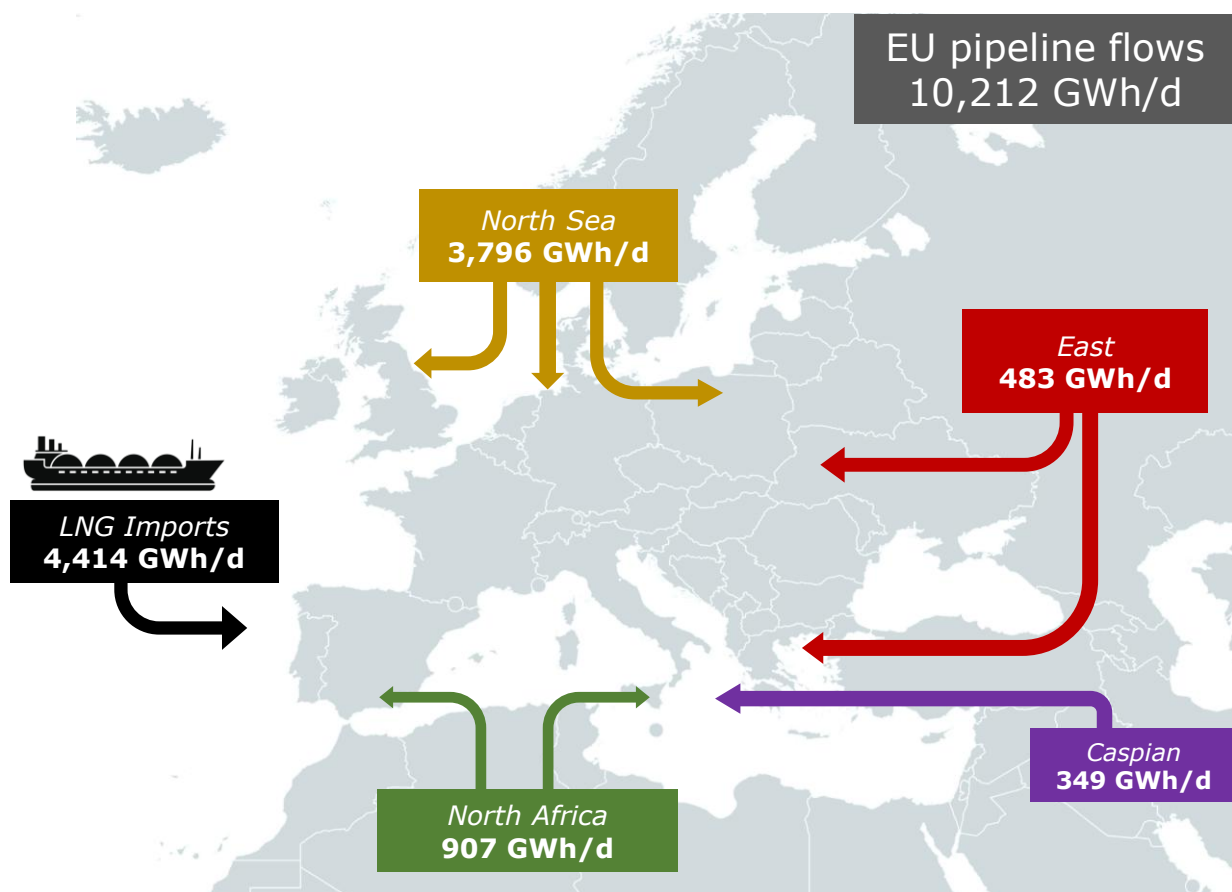 EU pipeline flows
10,212 GWh/d
North Sea
3,796 GWh/d
East
483 GWh/d
LNG Imports
4,414 GWh/d
Caspian
349 GWh/d
North Africa
907 GWh/d